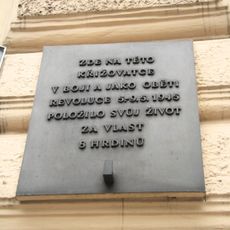 ZDE NA TÉTO
KŘIŽOVATCE
V BOJI A JAKO OBĚTI
REVOLUCE 5-9.5.1945
POLOŽILO SVŮJ ŽIVOT
ZA VLAST
8 HRDINŮ